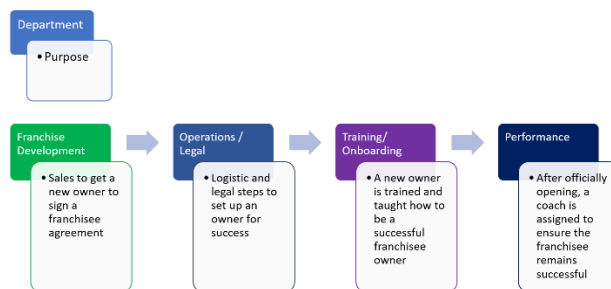 Department
• Purpose
Franchise
Development
• Sales to get a
new owner to
sign a
franchisee
agreement
Operations /
Legal
• Logistic and
legal steps to
set up an
owner for
success
Training/
Onboarding
• A new owner
is trained and
taught how to
be a
successful
franchisee
owner
Performance
• After officially
opening, a
coach is
assigned to
ensure the
franchisee
remains
successful